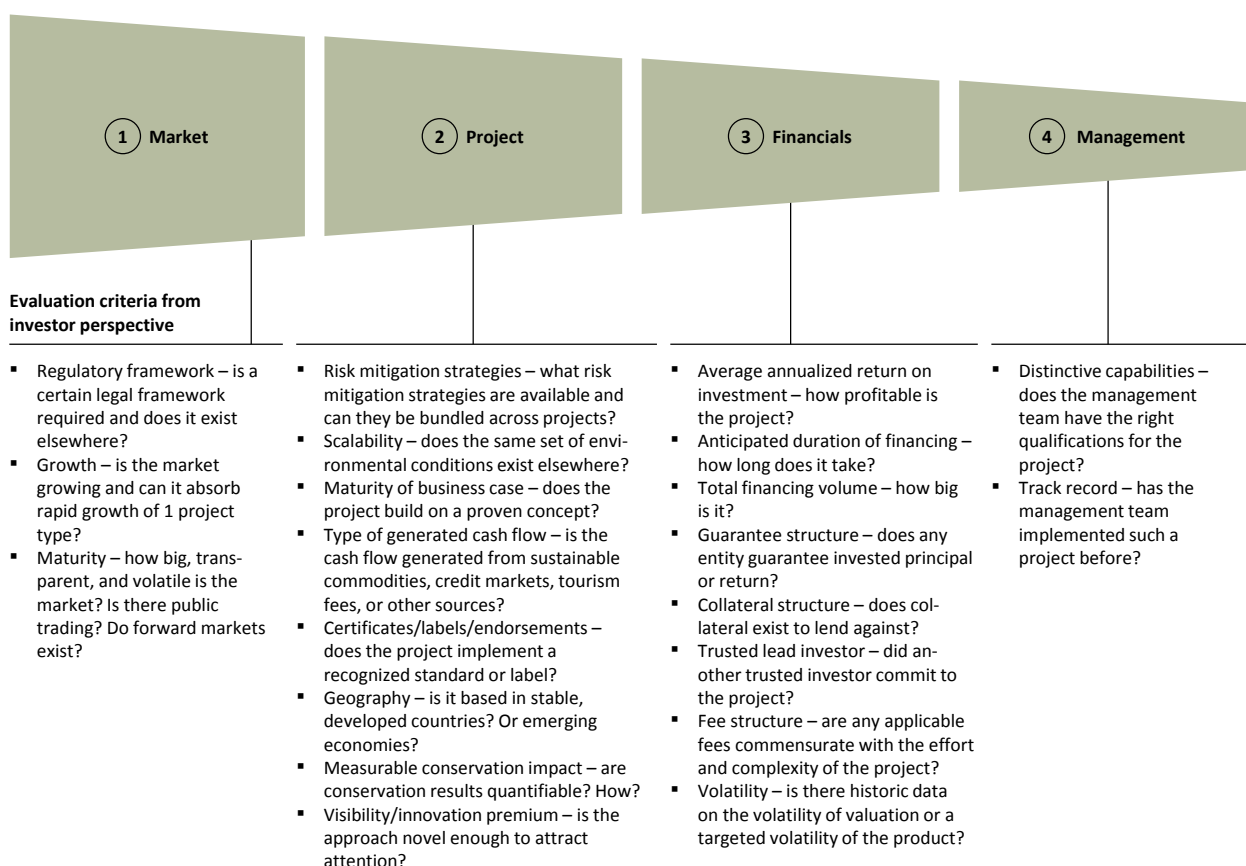 1 Market
2 Project
3 Financials
4 Management
Evaluation criteria from
investor perspective
▪ Regulatory framework – is a
certain legal framework
required and does it exist
elsewhere?
▪ Growth – is the market
growing and can it absorb
rapid growth of 1 project
type?
▪ Maturity – how big, trans-
parent, and volatile is the
market? Is there public
trading? Do forward markets
exist?
▪ Risk mitigation strategies – what risk
mitigation strategies are available and
can they be bundled across projects?
▪ Scalability – does the same set of envi-
ronmental conditions exist elsewhere?
▪ Maturity of business case – does the
project build on a proven concept?
▪ Type of generated cash flow – is the
cash flow generated from sustainable
commodities, credit markets, tourism
fees, or other sources?
▪ Certificates/labels/endorsements –
does the project implement a
recognized standard or label?
▪ Geography – is it based in stable,
developed countries? Or emerging
economies?
▪ Measurable conservation impact – are
conservation results quantifiable? How?
▪ Visibility/innovation premium – is the
approach novel enough to attract
attention?
▪ Average annualized return on
investment – how profitable is
the project?
▪ Anticipated duration of financing –
how long does it take?
▪ Total financing volume – how big
is it?
▪ Guarantee structure – does any
entity guarantee invested principal
or return?
▪ Collateral structure – does col-
lateral exist to lend against?
▪ Trusted lead investor – did an-
other trusted investor commit to
the project?
▪ Fee structure – are any applicable
fees commensurate with the effort
and complexity of the project?
▪ Volatility – is there historic data
on the volatility of valuation or a
targeted volatility of the product?
▪ Distinctive capabilities –
does the management
team have the right
qualifications for the
project?
▪ Track record – has the
management team
implemented such a
project before?